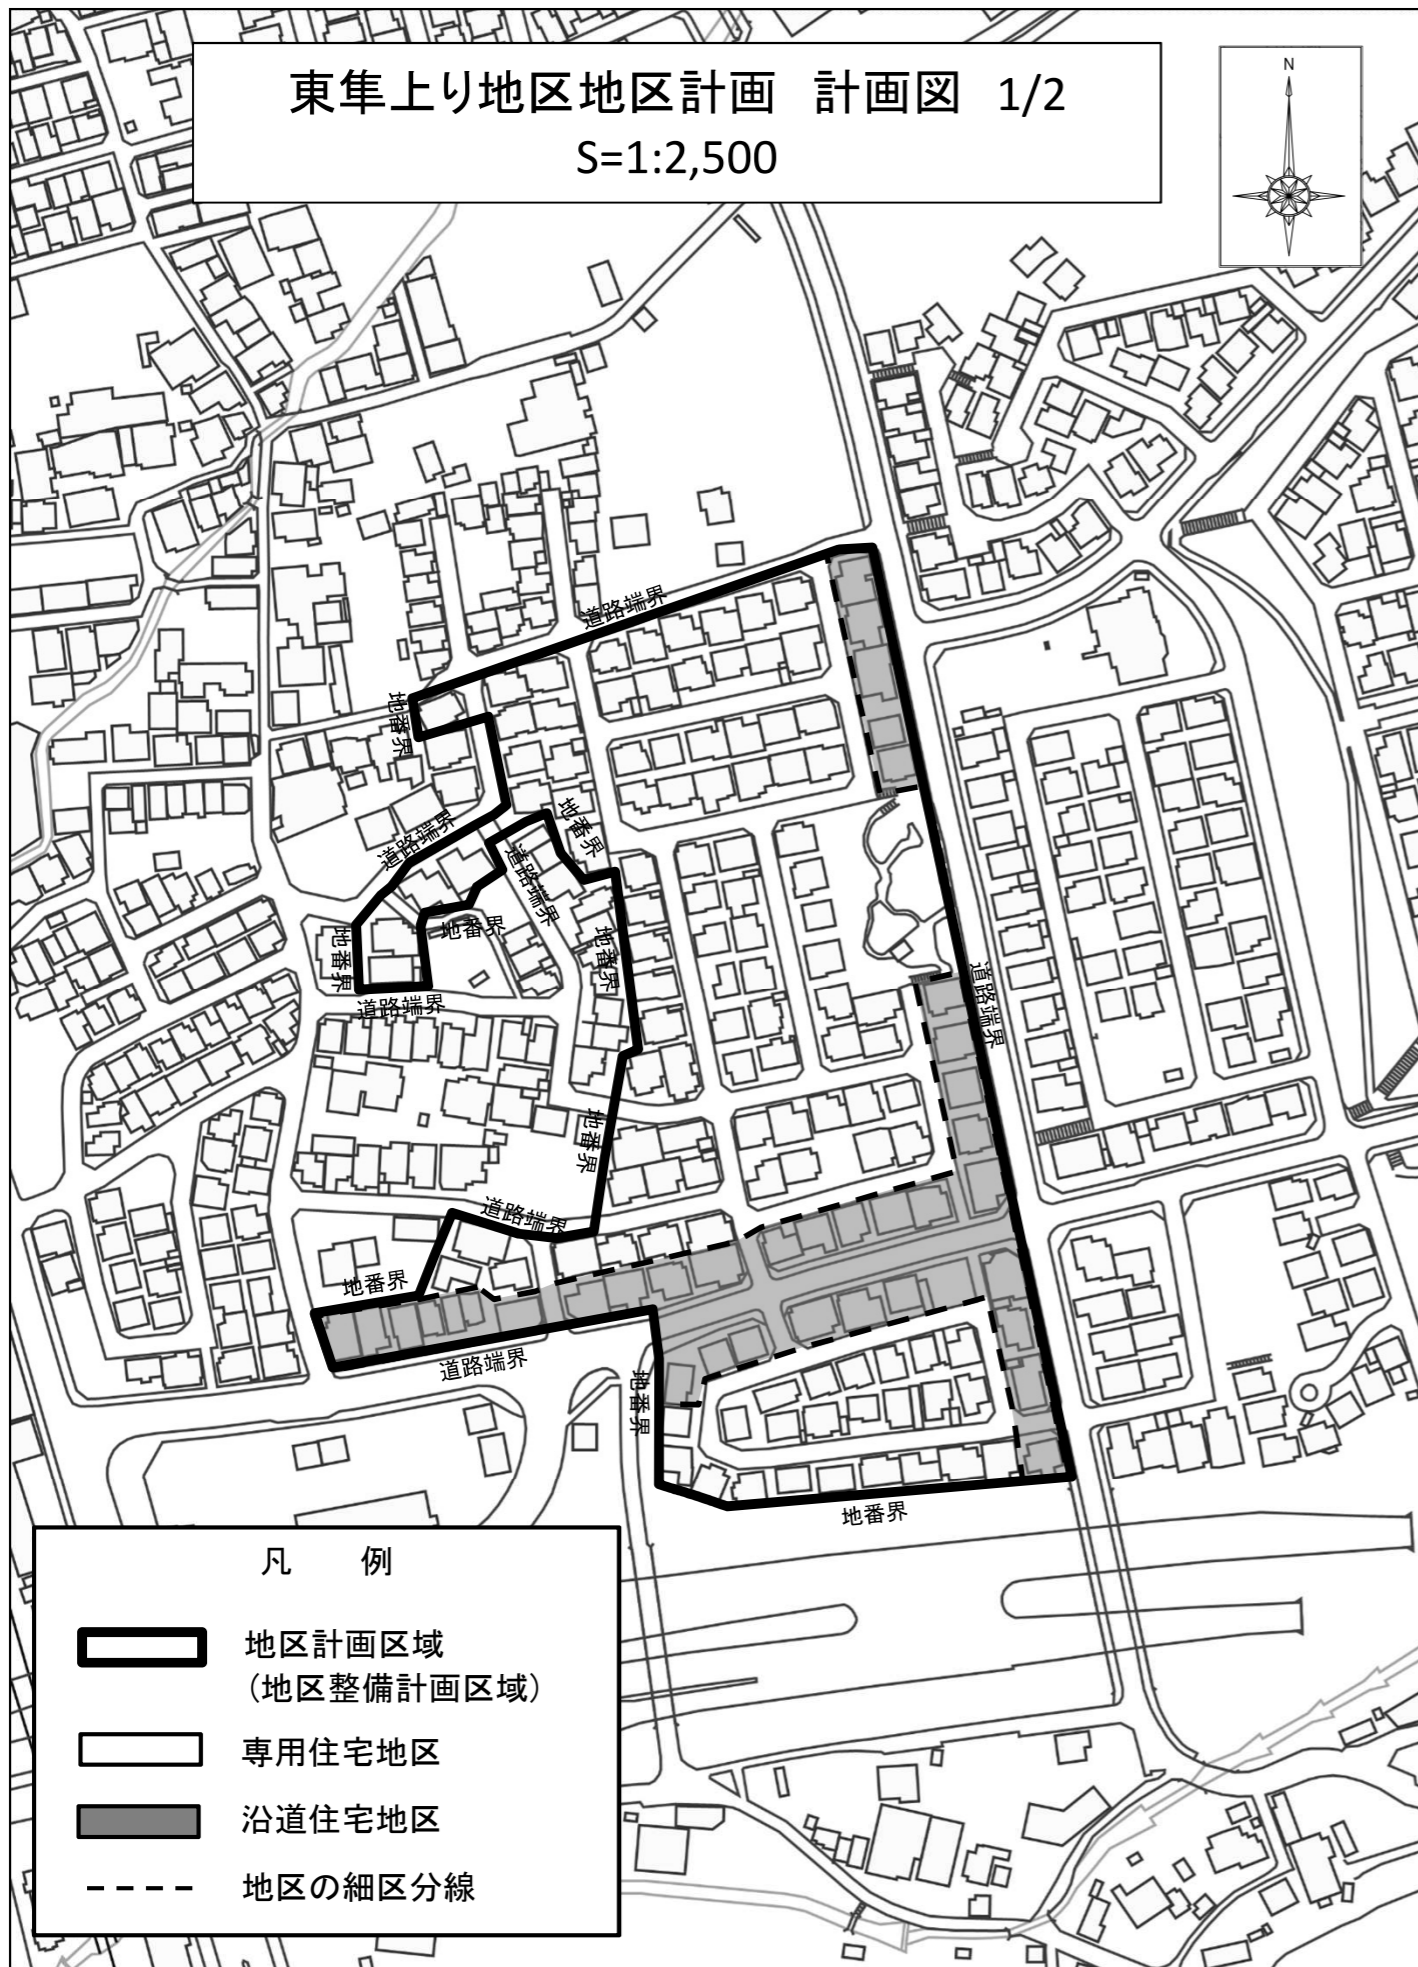 東隼上り地区地区計画　計画図　1/2
S=1:2,500
N
道路端界
地番界
道路端界
地番界
道路端界
地番界
地番界
地番界
道路端界
道路端界
地番界
道路端界
地番界
道路端界
地番界
地番界
凡　例
地区計画区域
（地区整備計画区域）
専用住宅地区
沿道住宅地区
地区の細区分線